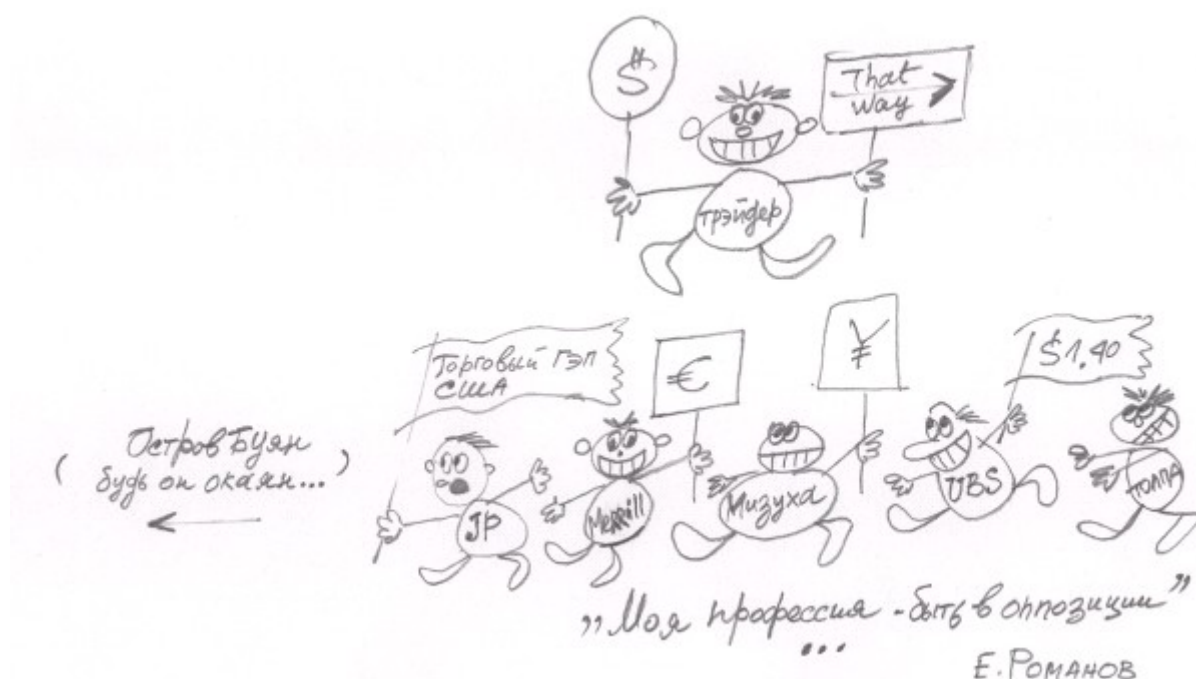 $
That
way
трэйдер
Торговый гэп
США
€
¥
$1.40
Остров Буян
( будь он окаян... )
JP
Merrill
Мизуха
UBS
толпа
"Моя профессия - быть в оппозиции"
...
Е. Романов